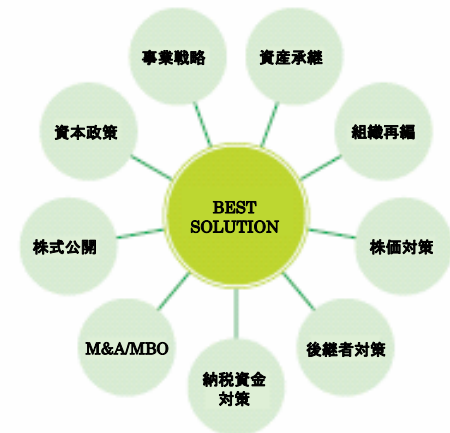 事業戦略
資産承継
資本政策
組織再編
BEST
SOLUTION
株式公開
株価対策
M&A/MBO
後継者対策
納税資金
対策